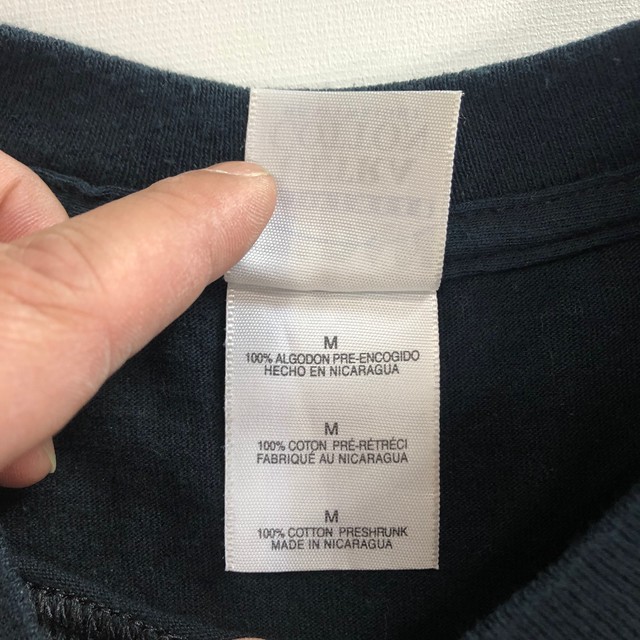 M
100% ALGODON PRE-ENCOGIDO
HECHO EN NICARAGUA
M
100% COTON PRÉ-RÉTRÉCI
FABRIQUÉ AU NICARAGUA
M
100% COTTON PRESHRUNK
MADE IN NICARAGUA